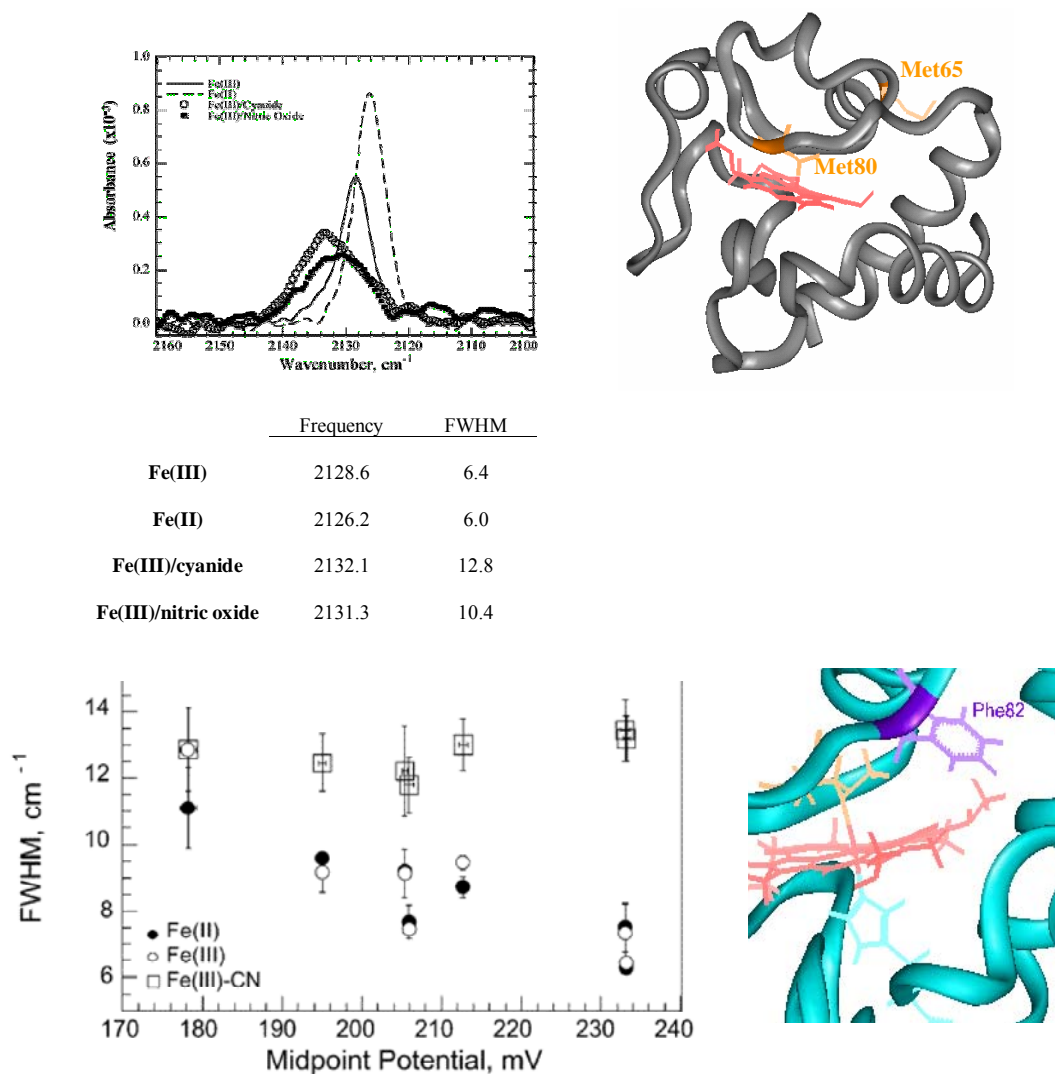 1.0
0.8
0.6
0.4
0.2
0.0
Absorbance (x10⁻³)
Fe(III)
Fe(II)
Fe(III)/Cyanide
Fe(III)/Nitric Oxide
2160 2150 2140 2130 2120 2110 2100
Wavenumber, cm⁻¹
Met65
Met80
Frequency FWHM
Fe(III) 2128.6 6.4
Fe(II) 2126.2 6.0
Fe(III)/cyanide 2132.1 12.8
Fe(III)/nitric oxide 2131.3 10.4
14
12
10
8
6
FWHM, cm⁻¹
Fe(II)
Fe(III)
Fe(III)-CN
170 180 190 200 210 220 230 240
Midpoint Potential, mV
Phe82